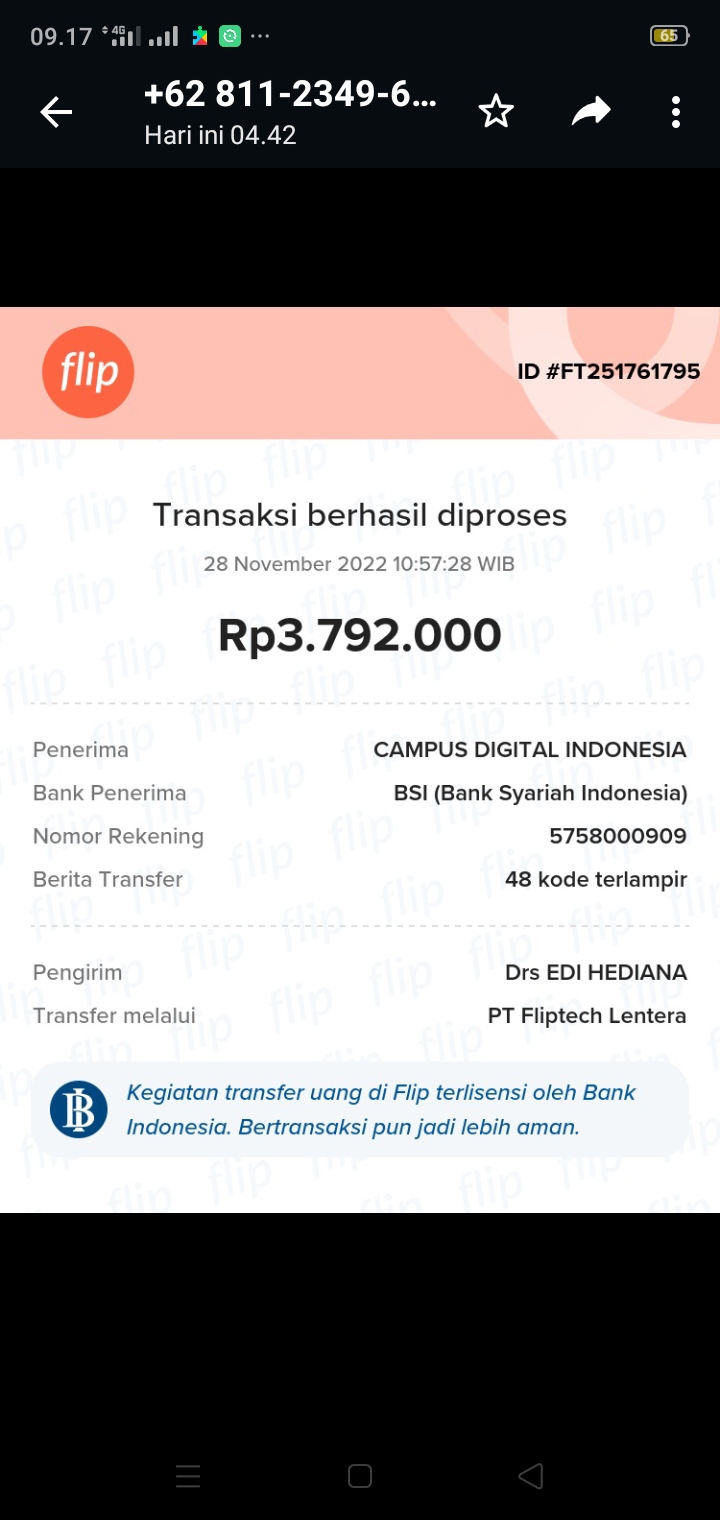 09.17 4G 65
+62 811-2349-6...
Hari ini 04.42
flip ID #FT251761795
Transaksi berhasil diproses
28 November 2022 10:57:28 WIB
Rp3.792.000
Penerima CAMPUS DIGITAL INDONESIA
Bank Penerima BSI (Bank Syariah Indonesia)
Nomor Rekening 5758000909
Berita Transfer 48 kode terlampir
Pengirim Drs EDI HEDIANA
Transfer melalui PT Fliptech Lentera
Kegiatan transfer uang di Flip terlisensi oleh Bank
Indonesia. Bertransaksi pun jadi lebih aman.